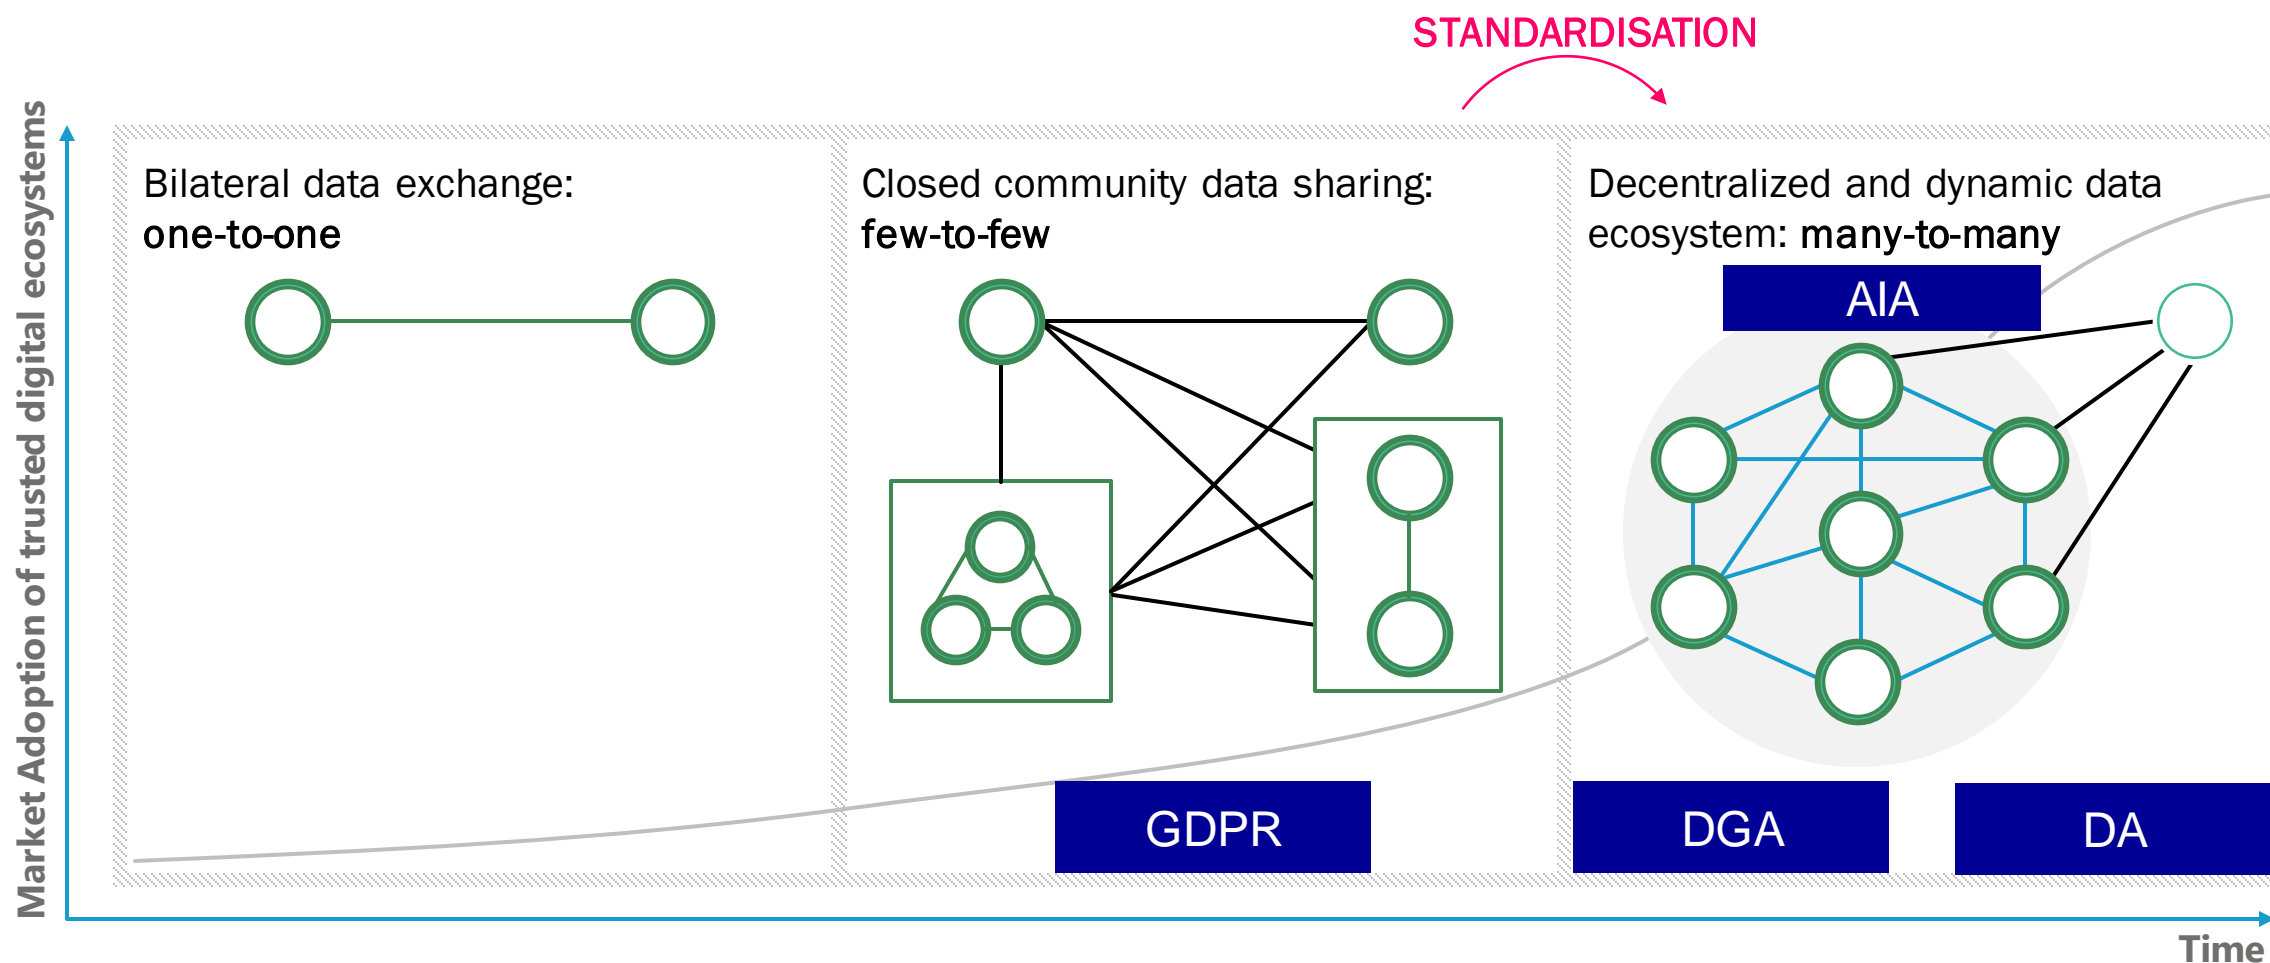 STANDARDISATION
Market Adoption of trusted digital ecosystems
Bilateral data exchange:
one-to-one
Closed community data sharing:
few-to-few
Decentralized and dynamic data
ecosystem: many-to-many
AIA
GDPR
DGA
DA
Time